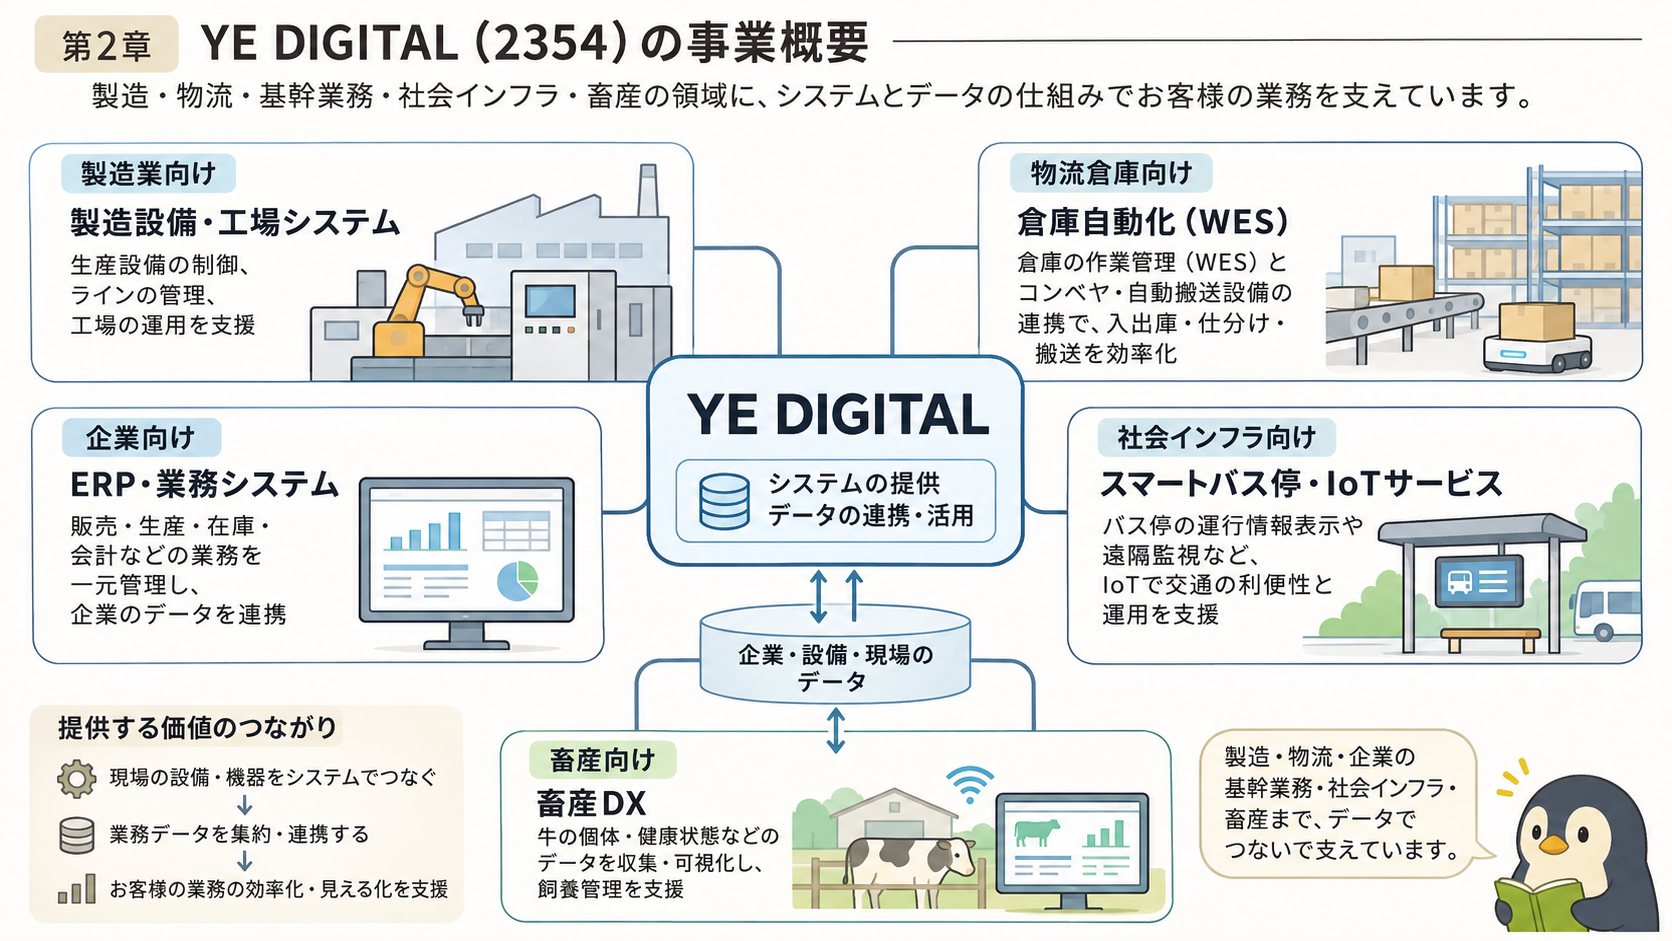 第2章
YE DIGITAL（2354）の事業概要
製造・物流・基幹業務・社会インフラ・畜産の領域に、システムとデータの仕組みでお客様の業務を支えています。
製造業向け
製造設備・工場システム
生産設備の制御、
ラインの管理、
工場の運用を支援
物流倉庫向け
倉庫自動化（WES）
倉庫の作業管理（WES）と
コンベヤ・自動搬送設備の
連携で、入出庫・仕分け・
搬送を効率化
企業向け
ERP・業務システム
販売・生産・在庫・
会計などの業務を
一元管理し、
企業のデータを連携
YE DIGITAL
システムの提供
データの連携・活用
社会インフラ向け
スマートバス停・IoTサービス
バス停の運行情報表示や
遠隔監視など、
IoTで交通の利便性と
運用を支援
企業・設備・現場の
データ
提供する価値のつながり
現場の設備・機器をシステムでつなぐ
業務データを集約・連携する
お客様の業務の効率化・見える化を支援
畜産向け
畜産DX
牛の個体・健康状態などの
データを収集・可視化し、
飼養管理を支援
製造・物流・企業の
基幹業務・社会インフラ・
畜産まで、データで
つないで支えています。